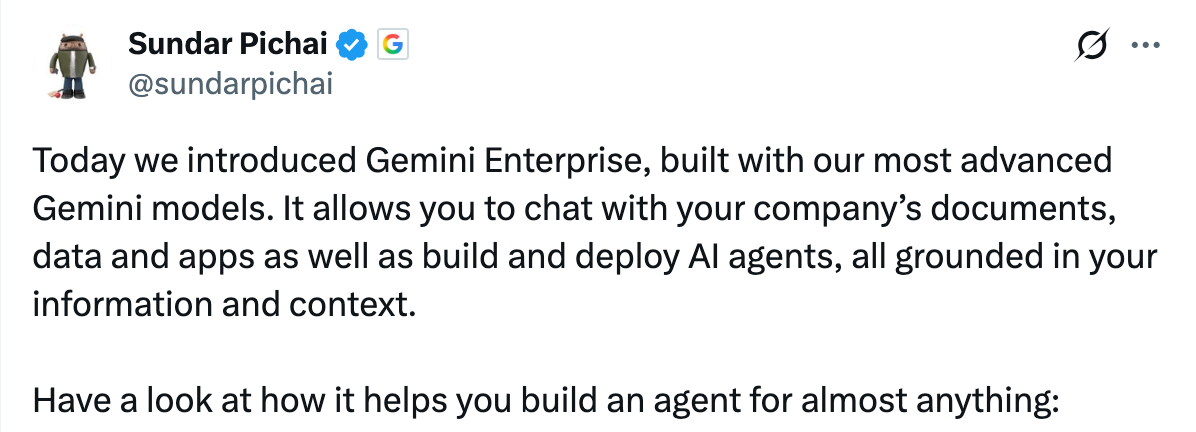 Sundar Pichai
@sundarpichai
Today we introduced Gemini Enterprise, built with our most advanced
Gemini models. It allows you to chat with your company’s documents,
data and apps as well as build and deploy AI agents, all grounded in your
information and context.
Have a look at how it helps you build an agent for almost anything: